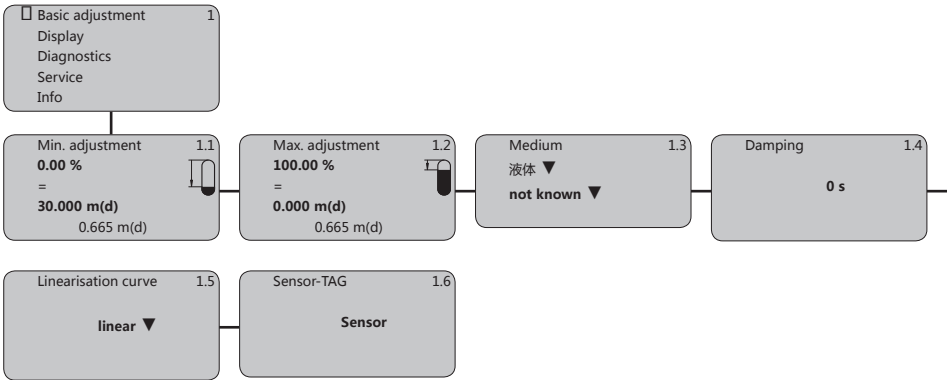 Basic adjustment 1
Display
Diagnostics
Service
Info
Min. adjustment 1.1
0.00 %
=
30.000 m(d)
0.665 m(d)
Max. adjustment 1.2
100.00 %
=
0.000 m(d)
0.665 m(d)
Medium 1.3
液体 ▼
not known ▼
Damping 1.4
0 s
Linearisation curve 1.5
linear ▼
Sensor-TAG 1.6
Sensor